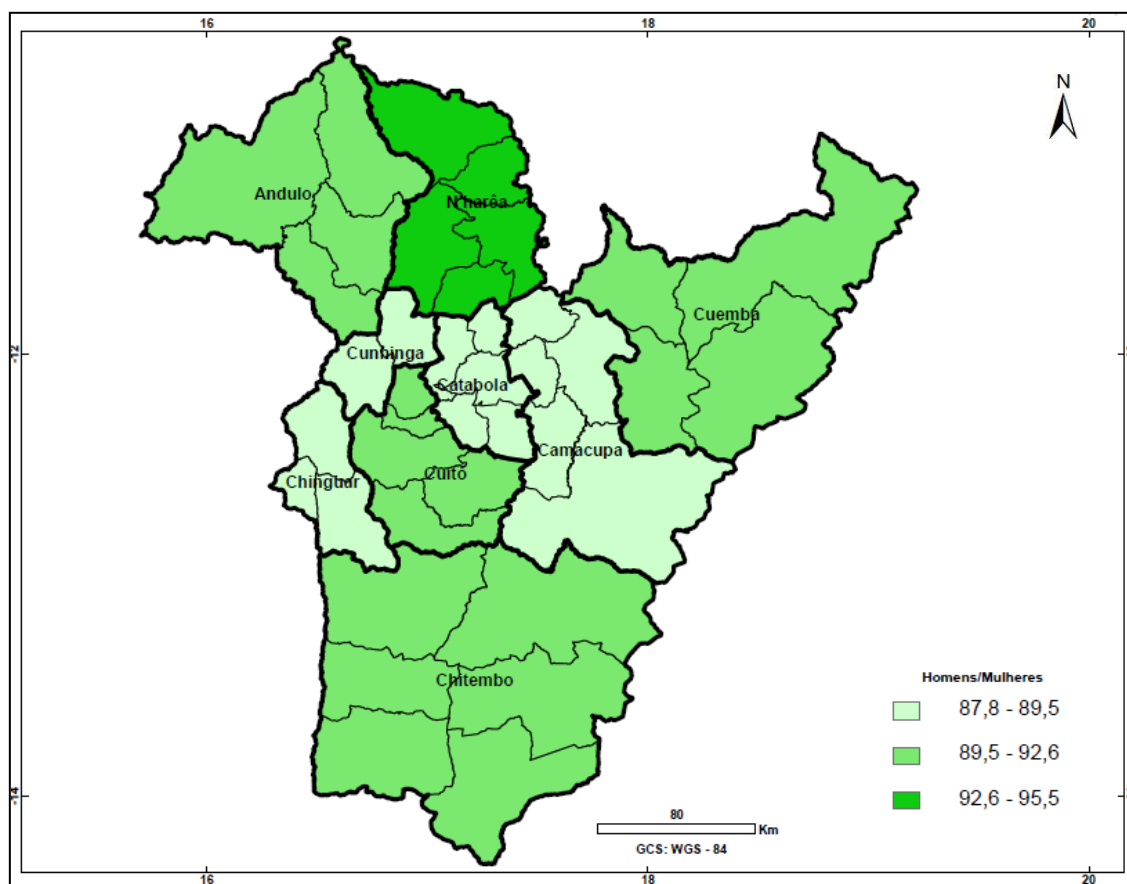 16 18 20
N
Andulo
N'harêa
Cuemba
-12
Cunhinga
Catabola
Camacupa
Chinguar
Cuito
Chitembo
Homens/Mulheres
87,8 - 89,5
89,5 - 92,6
92,6 - 95,5
-14
80
Km
GCS: WGS - 84
16 18 20